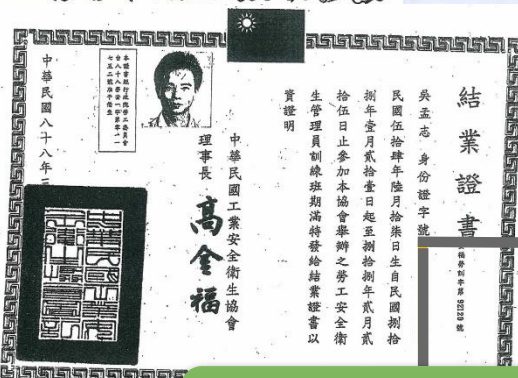 結業證書
福勞訓字第 92229 號
吳孟志 身份證字號
民國伍拾肆年陸月拾柒日生自民國捌拾
捌年壹月貳拾壹日起至捌拾捌年貳月貳
拾伍日止參加本協會舉辦之勞工安全衛
生管理員訓練班期滿特發給結業證書以
資證明
中華民國工業安全衛生協會
理事長 高金福
中華民國八十八年